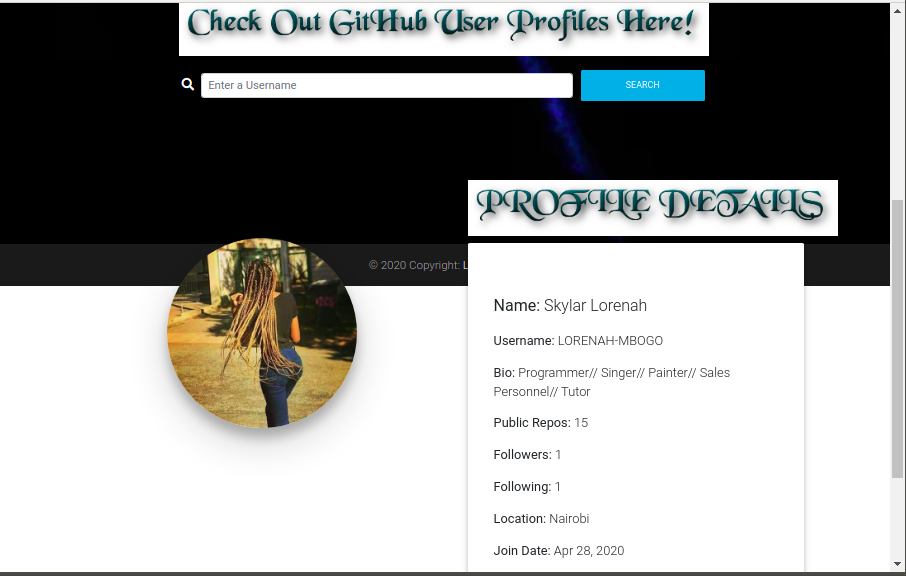 Check Out GitHub User Profiles Here!
Enter a Username
SEARCH
PROFILE DETAILS
© 2020 Copyright: L
Name: Skylar Lorenah
Username: LORENAH-MBOGO
Bio: Programmer// Singer// Painter// Sales
Personnel// Tutor
Public Repos: 15
Followers: 1
Following: 1
Location: Nairobi
Join Date: Apr 28, 2020